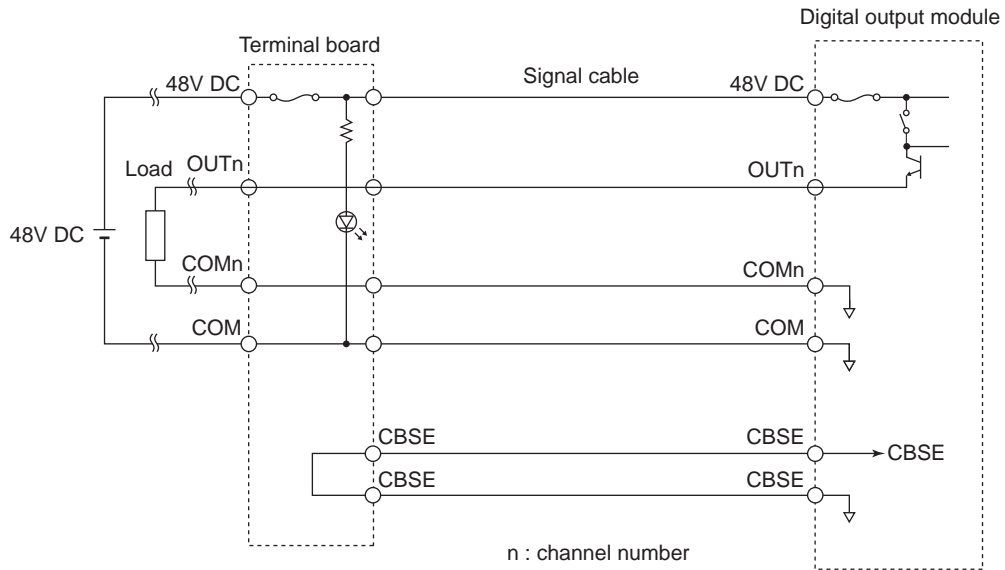 Digital output module
Terminal board
Signal cable
48V DC
48V DC
Load
OUTn
OUTn
48V DC
COMn
COMn
COM
COM
CBSE
CBSE
CBSE
CBSE
CBSE
n : channel number